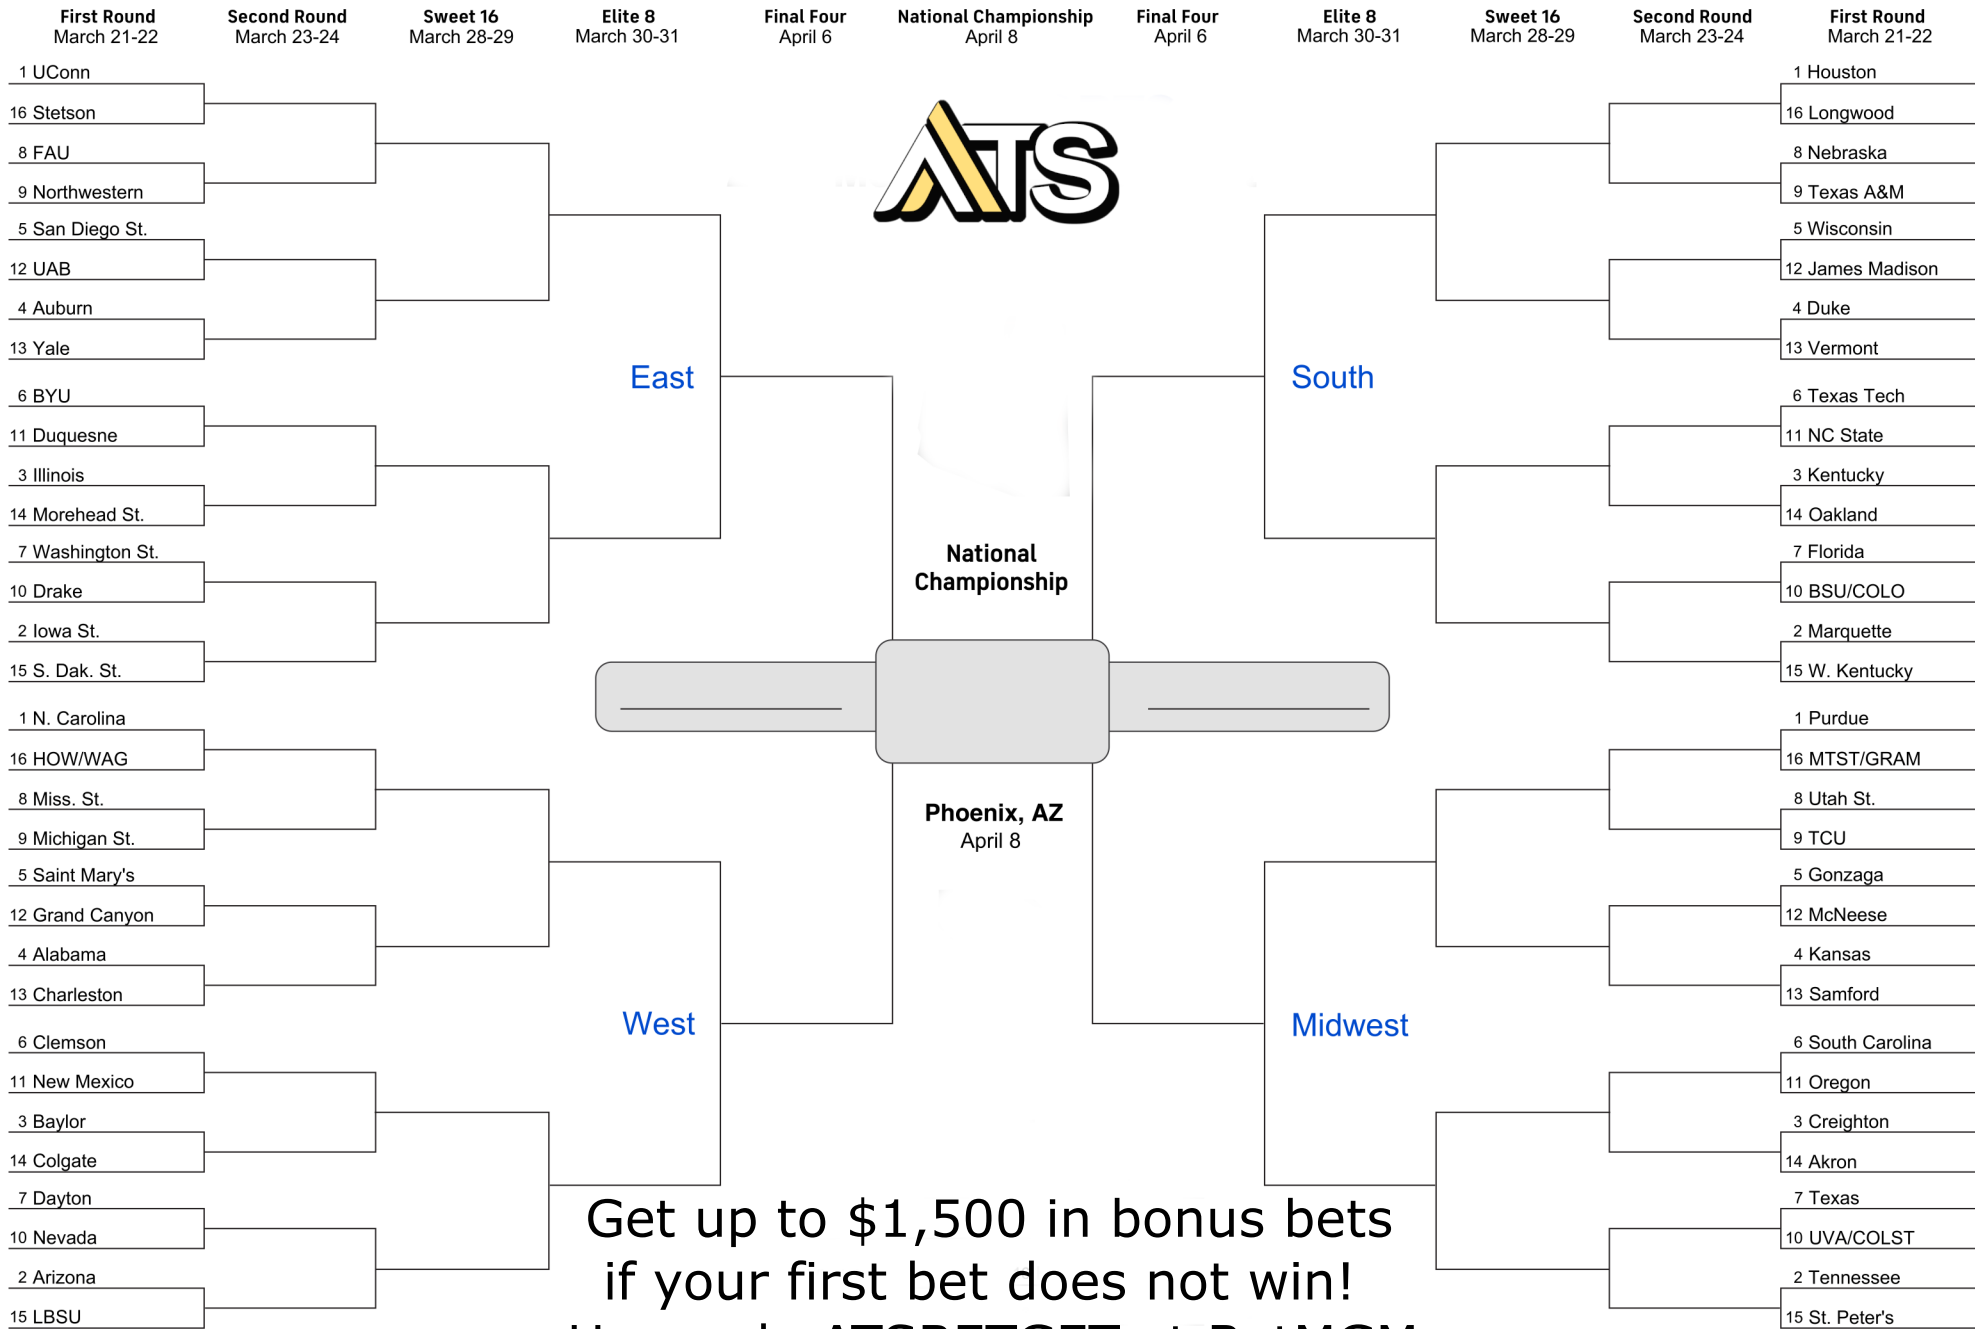 First Round
March 21-22
Second Round
March 23-24
Sweet 16
March 28-29
Elite 8
March 30-31
Final Four
April 6
National Championship
April 8
Final Four
April 6
Elite 8
March 30-31
Sweet 16
March 28-29
Second Round
March 23-24
First Round
March 21-22
1 UConn
16 Stetson
8 FAU
9 Northwestern
5 San Diego St.
12 UAB
4 Auburn
13 Yale
6 BYU
11 Duquesne
3 Illinois
14 Morehead St.
7 Washington St.
10 Drake
2 Iowa St.
15 S. Dak. St.
East
1 N. Carolina
16 HOW/WAG
8 Miss. St.
9 Michigan St.
5 Saint Mary's
12 Grand Canyon
4 Alabama
13 Charleston
6 Clemson
11 New Mexico
3 Baylor
14 Colgate
7 Dayton
10 Nevada
2 Arizona
15 LBSU
West
ATS
National
Championship
Phoenix, AZ
April 8
1 Houston
16 Longwood
8 Nebraska
9 Texas A&M
5 Wisconsin
12 James Madison
4 Duke
13 Vermont
6 Texas Tech
11 NC State
3 Kentucky
14 Oakland
7 Florida
10 BSU/COLO
2 Marquette
15 W. Kentucky
South
1 Purdue
16 MTST/GRAM
8 Utah St.
9 TCU
5 Gonzaga
12 McNeese
4 Kansas
13 Samford
6 South Carolina
11 Oregon
3 Creighton
14 Akron
7 Texas
10 UVA/COLST
2 Tennessee
15 St. Peter's
Midwest
Get up to $1,500 in bonus bets
if your first bet does not win!